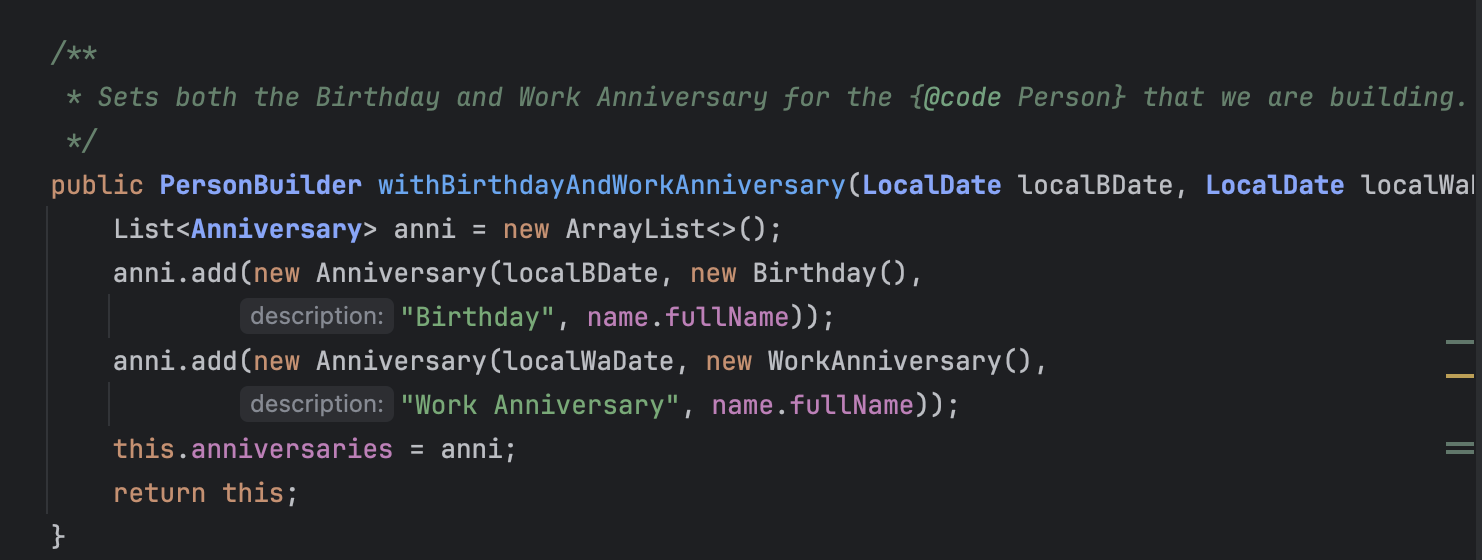 /**
* Sets both the Birthday and Work Anniversary for the {@code Person} that we are building.
*/
public PersonBuilder withBirthdayAndWorkAnniversary(LocalDate localBDate, LocalDate
List<Anniversary> anni = new ArrayList<>();
anni.add(new Anniversary(localBDate, new Birthday(),
description: "Birthday", name.fullName));
anni.add(new Anniversary(localWaDate, new WorkAnniversary(),
description: "Work Anniversary", name.fullName));
this.anniversaries = anni;
return this;
}